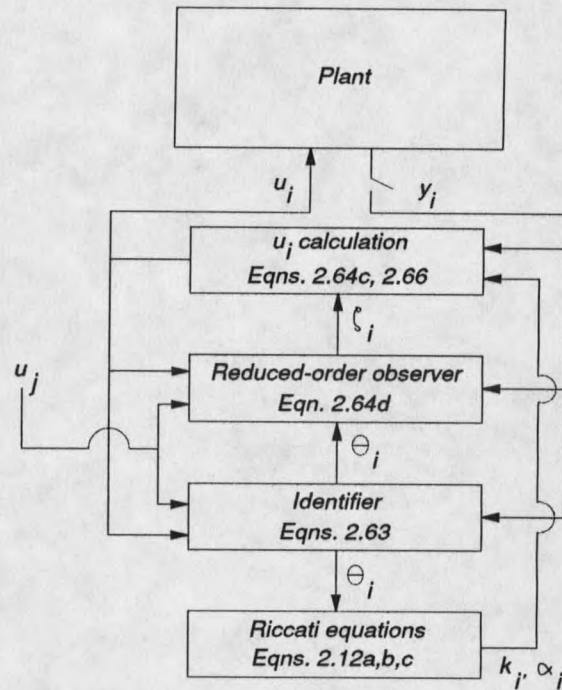 Plant
u_i
y_i
u_i calculation
Eqns. 2.64c, 2.66
ζ_i
u_j
Reduced-order observer
Eqn. 2.64d
Θ_i
Identifier
Eqns. 2.63
Θ_i
Riccati equations
Eqns. 2.12a,b,c
k_i, α_i